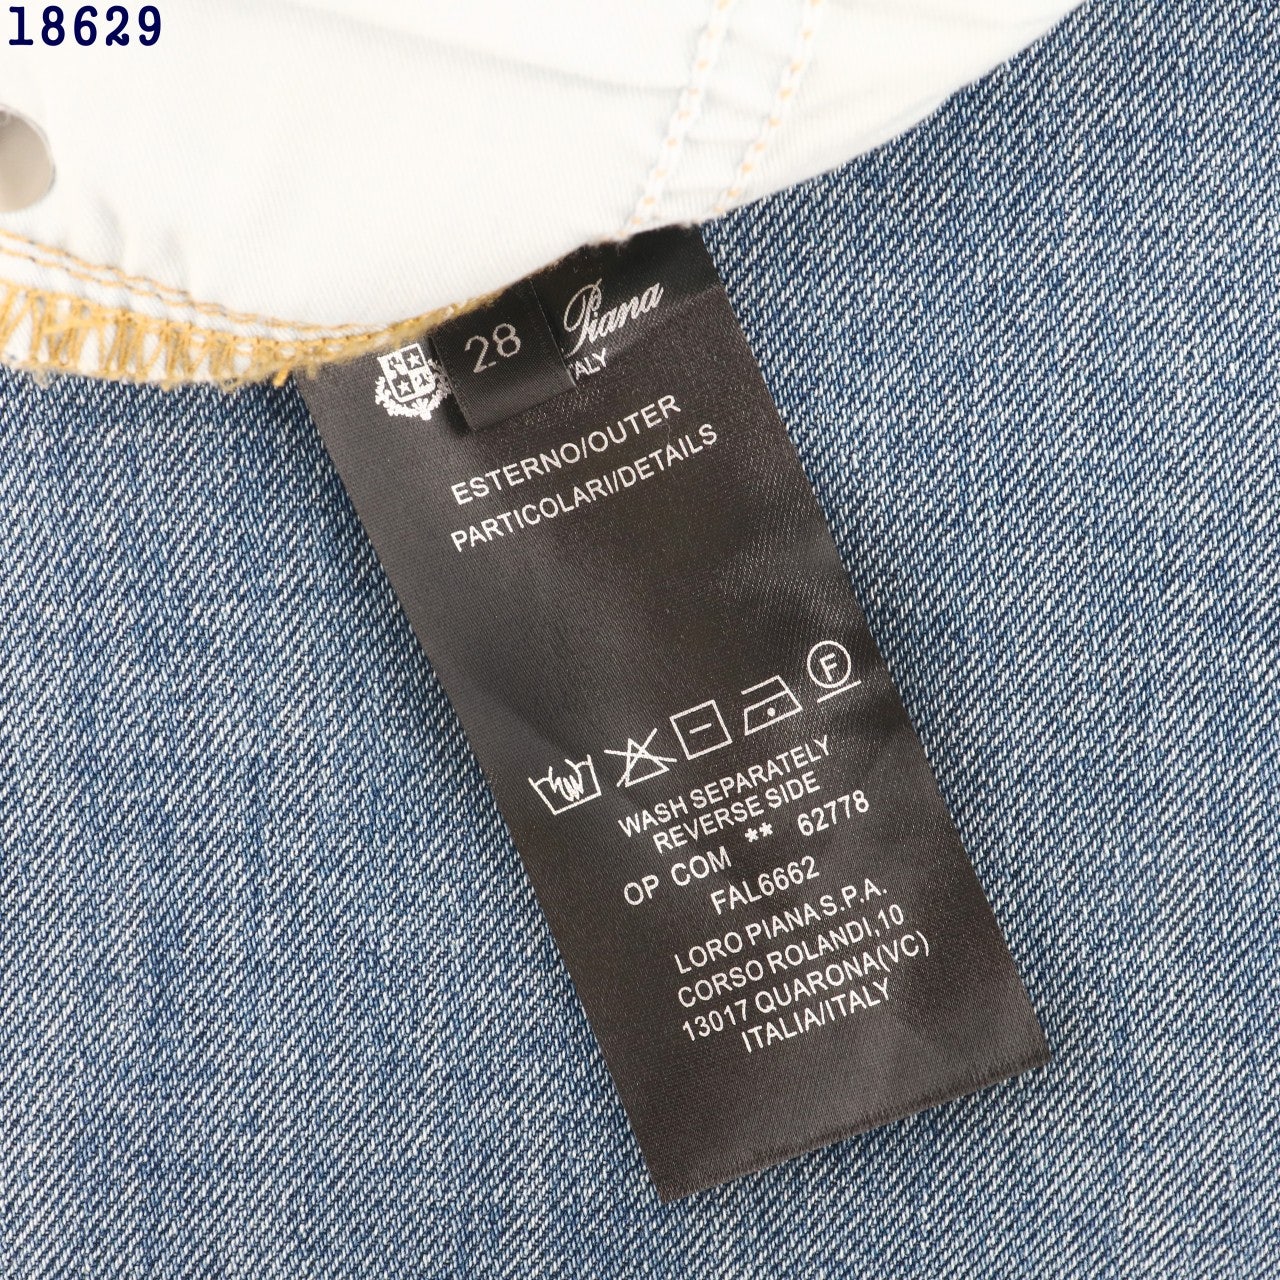 18629
28
Piana
ESTERNO/OUTER
PARTICOLARI/DETAILS
F
WASH SEPARATELY
REVERSE SIDE
OP COM ** 62778
FAL6662
LORO PIANA S.P.A.
CORSO ROLANDI,10
13017 QUARONA(VC)
ITALIA/ITALY